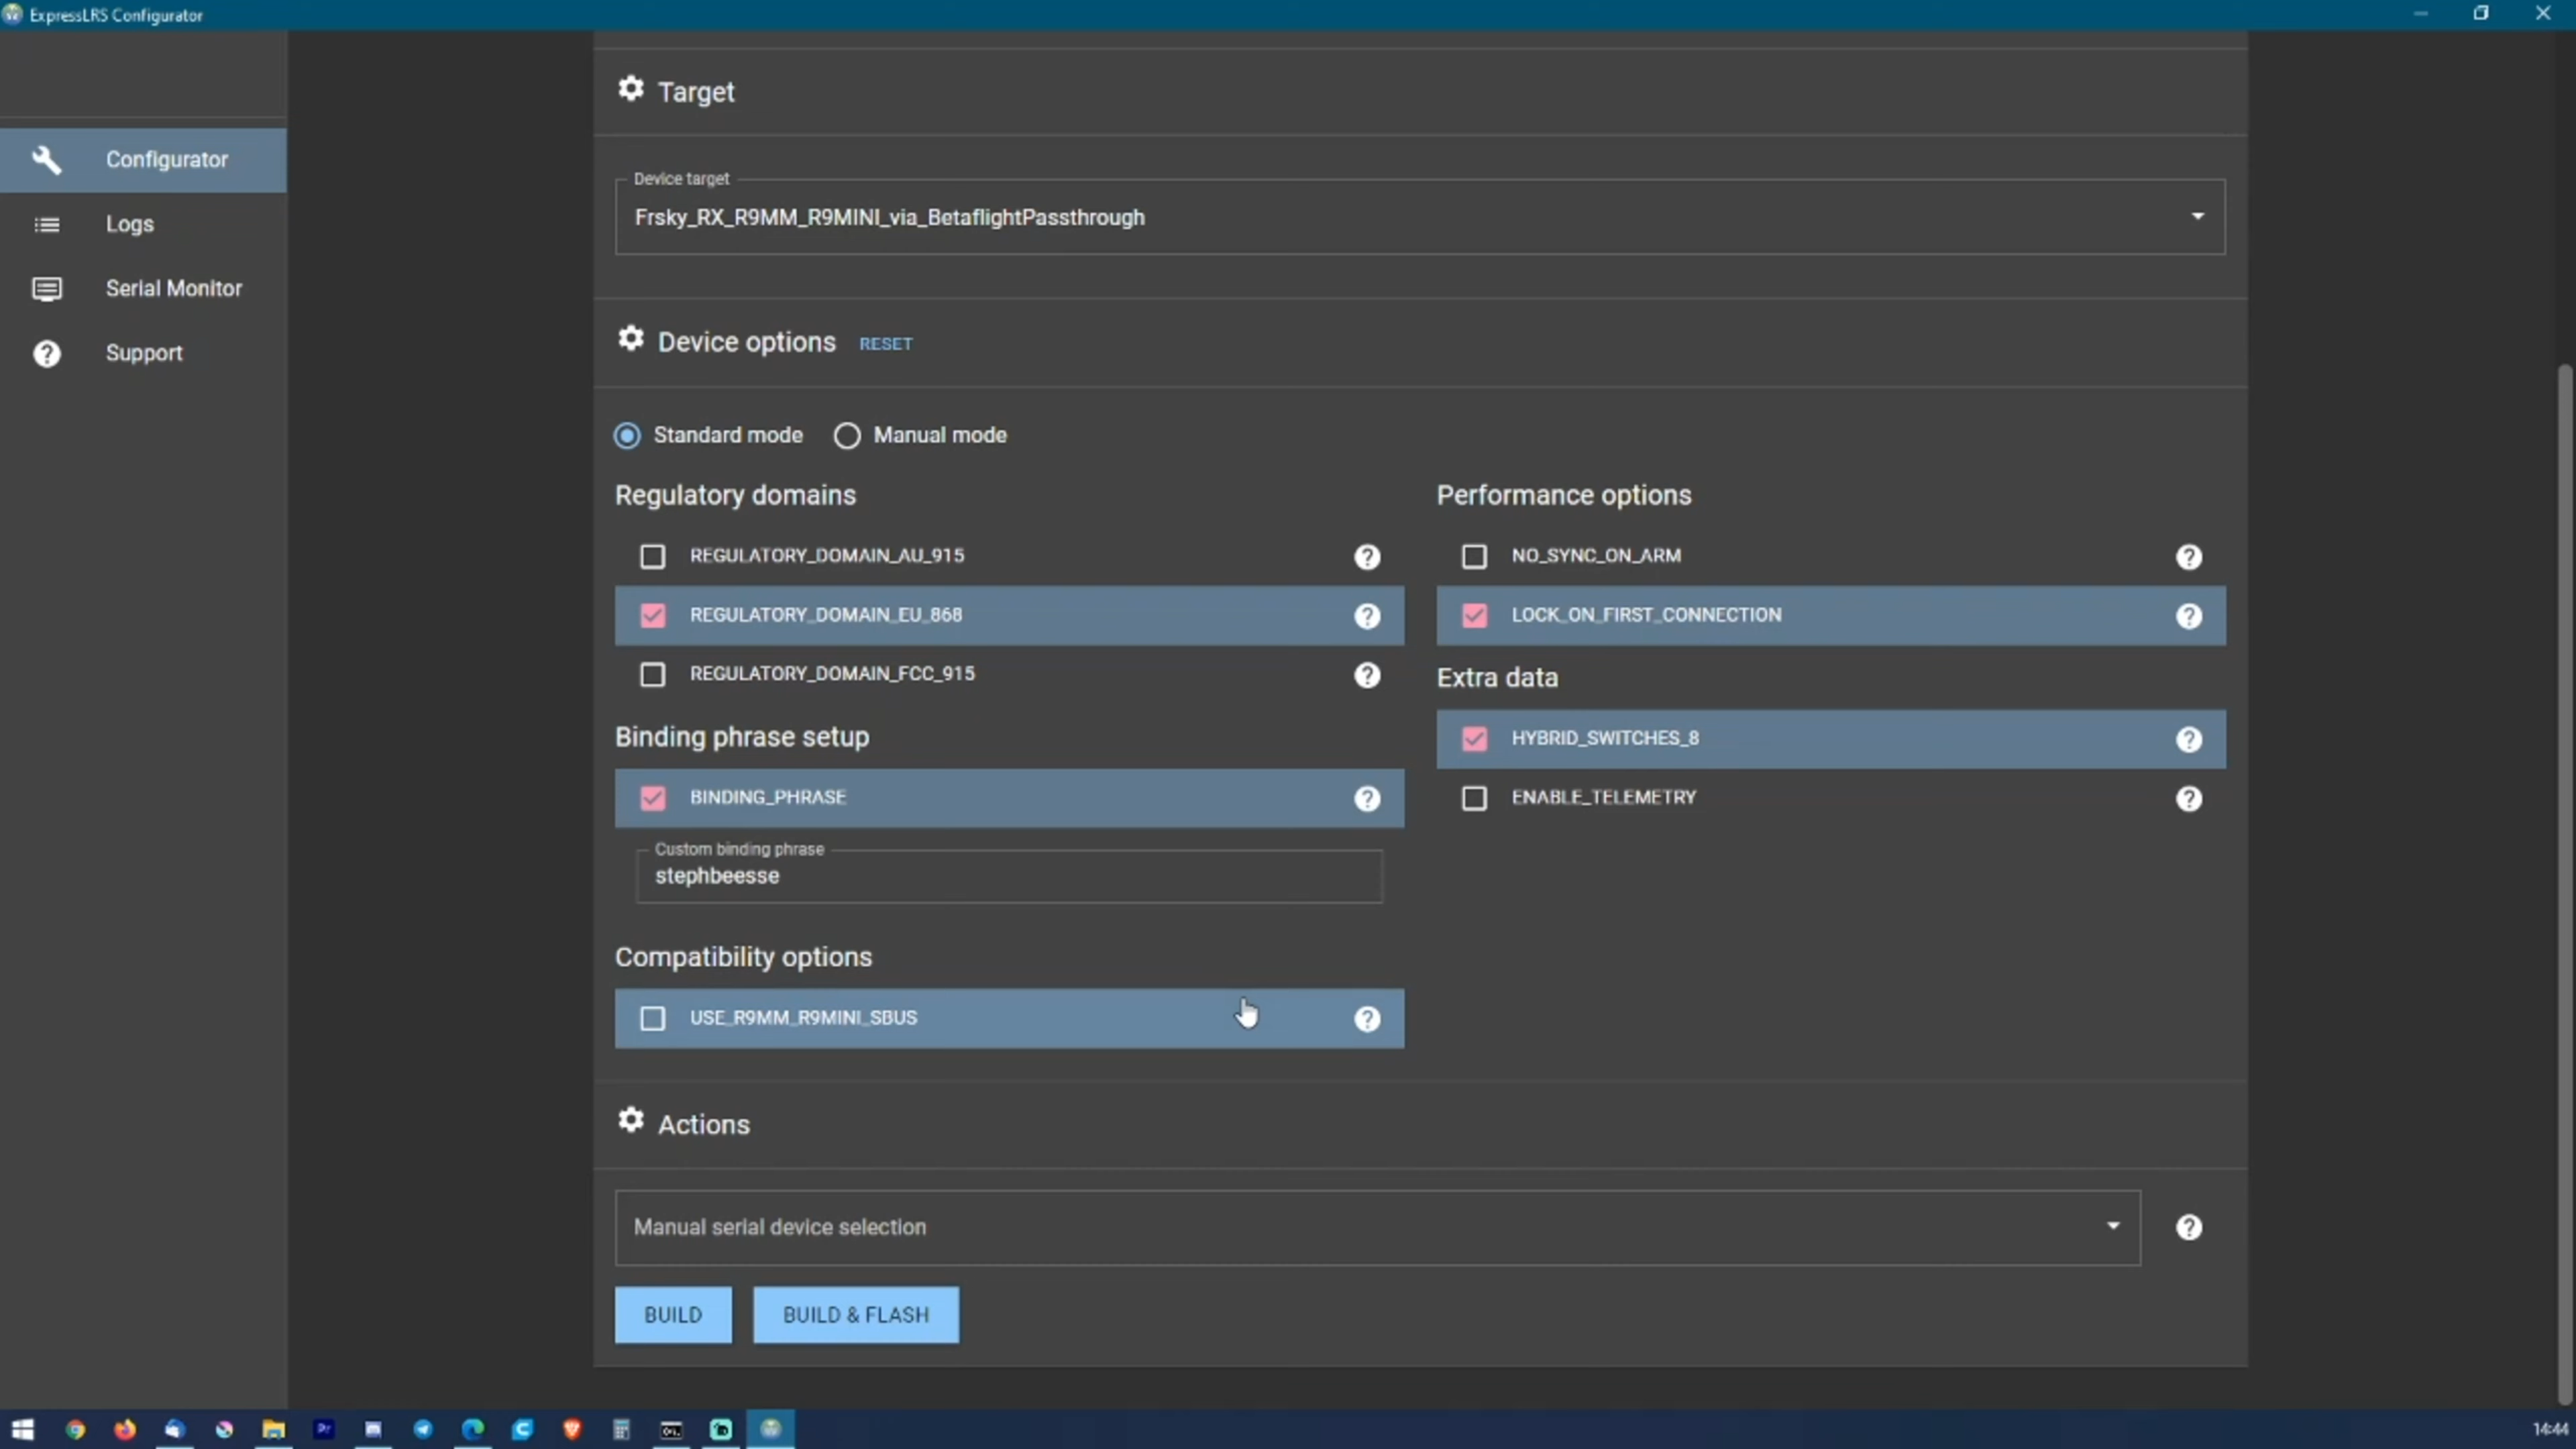 ExpressLRS Configurator
Configurator
Logs
Serial Monitor
Support
Target
Device target
Frsky_RX_R9MM_R9MINI_via_BetaflightPassthrough
Device options RESET
Standard mode Manual mode
Regulatory domains
REGULATORY_DOMAIN_AU_915
REGULATORY_DOMAIN_EU_868
REGULATORY_DOMAIN_FCC_915
Binding phrase setup
BINDING_PHRASE
Custom binding phrase
stephbeesse
Compatibility options
USE_R9MM_R9MINI_SBUS
Performance options
NO_SYNC_ON_ARM
LOCK_ON_FIRST_CONNECTION
Extra data
HYBRID_SWITCHES_8
ENABLE_TELEMETRY
Actions
Manual serial device selection
BUILD BUILD & FLASH
Pr
14:44